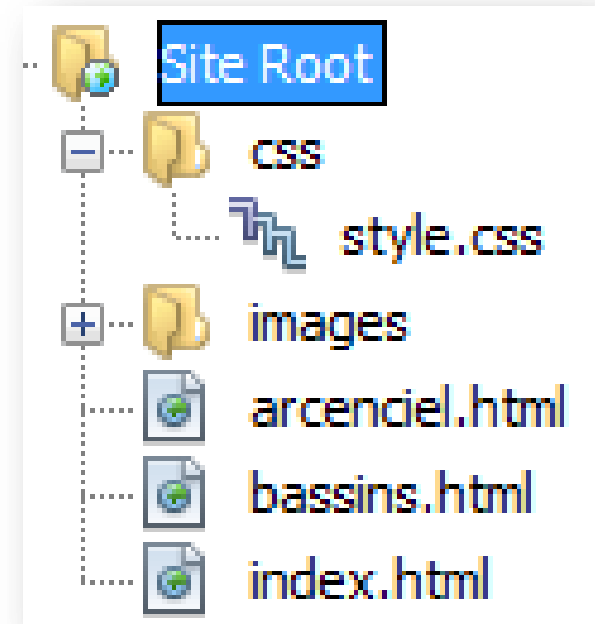 Site Root
css
style.css
images
arcenciel.html
bassins.html
index.html